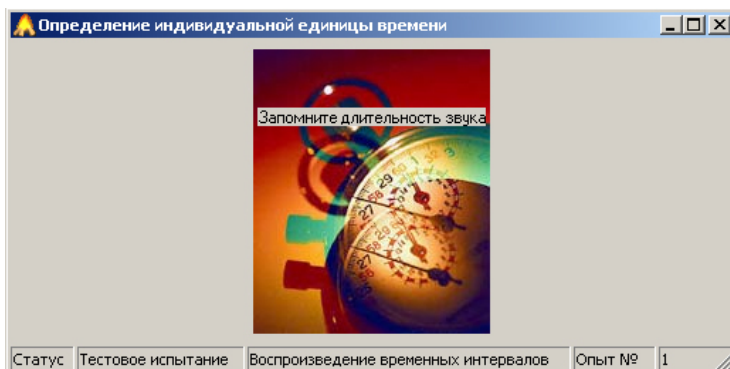 Определение индивидуальной единицы времени
Запомните длительность звука
Статус Тестовое испытание Воспроизведение временных интервалов Опыт № 1